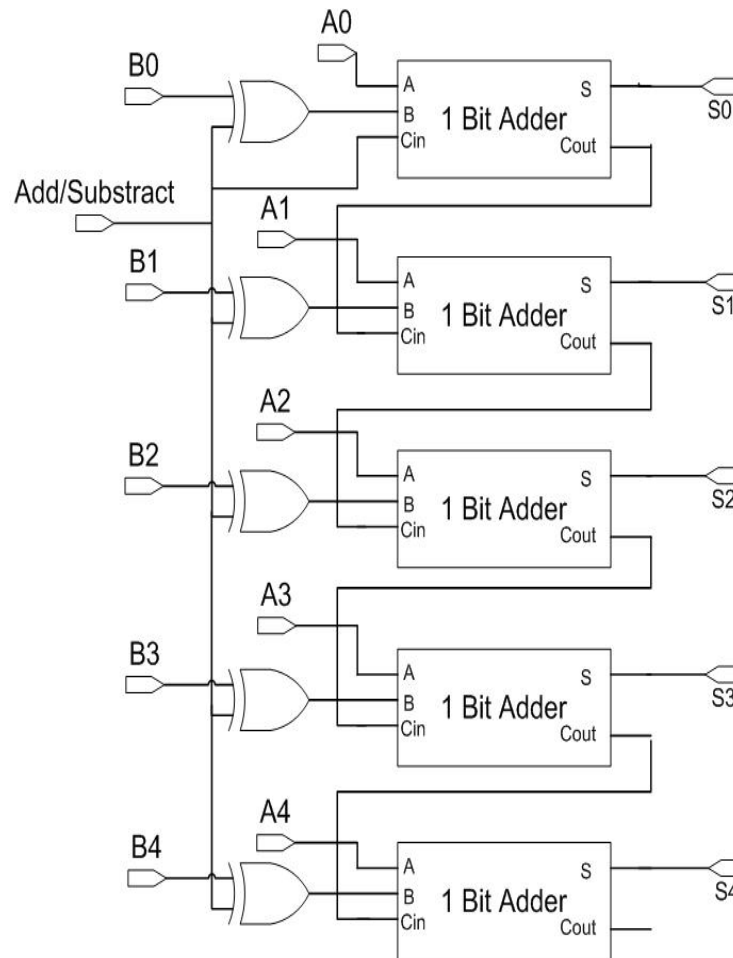 A0
B0
A
S
S0
B
1 Bit Adder
Cin
Cout
Add/Substract
A1
B1
A
S
S1
B
1 Bit Adder
Cin
Cout
A2
B2
A
S
S2
B
1 Bit Adder
Cin
Cout
A3
B3
A
S
S3
B
1 Bit Adder
Cin
Cout
A4
B4
A
S
S4
B
1 Bit Adder
Cin
Cout